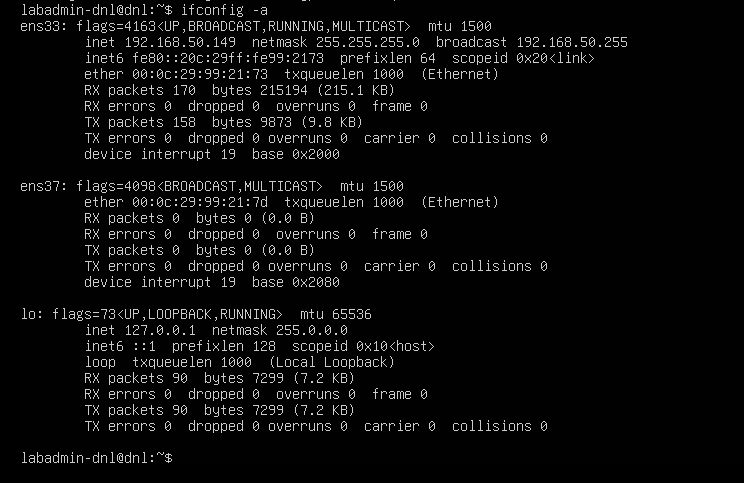 labadmin-dnl@dnl:~$ ifconfig -a
ens33: flags=4163<UP,BROADCAST,RUNNING,MULTICAST>  mtu 1500
        inet 192.168.50.149  netmask 255.255.255.0  broadcast 192.168.50.255
        inet6 fe80::20c:29ff:fe99:2173  prefixlen 64  scopeid 0x20<link>
        ether 00:0c:29:99:21:73  txqueuelen 1000  (Ethernet)
        RX packets 170  bytes 215194 (215.1 KB)
        RX errors 0  dropped 0  overruns 0  frame 0
        TX packets 158  bytes 9873 (9.8 KB)
        TX errors 0  dropped 0 overruns 0  carrier 0  collisions 0
        device interrupt 19  base 0x2000

ens37: flags=4098<BROADCAST,MULTICAST>  mtu 1500
        ether 00:0c:29:99:21:7d  txqueuelen 1000  (Ethernet)
        RX packets 0  bytes 0 (0.0 B)
        RX errors 0  dropped 0  overruns 0  frame 0
        TX packets 0  bytes 0 (0.0 B)
        TX errors 0  dropped 0 overruns 0  carrier 0  collisions 0
        device interrupt 19  base 0x2080

lo: flags=73<UP,LOOPBACK,RUNNING>  mtu 65536
        inet 127.0.0.1  netmask 255.0.0.0
        inet6 ::1  prefixlen 128  scopeid 0x10<host>
        loop  txqueuelen 1000  (Local Loopback)
        RX packets 90  bytes 7299 (7.2 KB)
        RX errors 0  dropped 0  overruns 0  frame 0
        TX packets 90  bytes 7299 (7.2 KB)
        TX errors 0  dropped 0 overruns 0  carrier 0  collisions 0

labadmin-dnl@dnl:~$